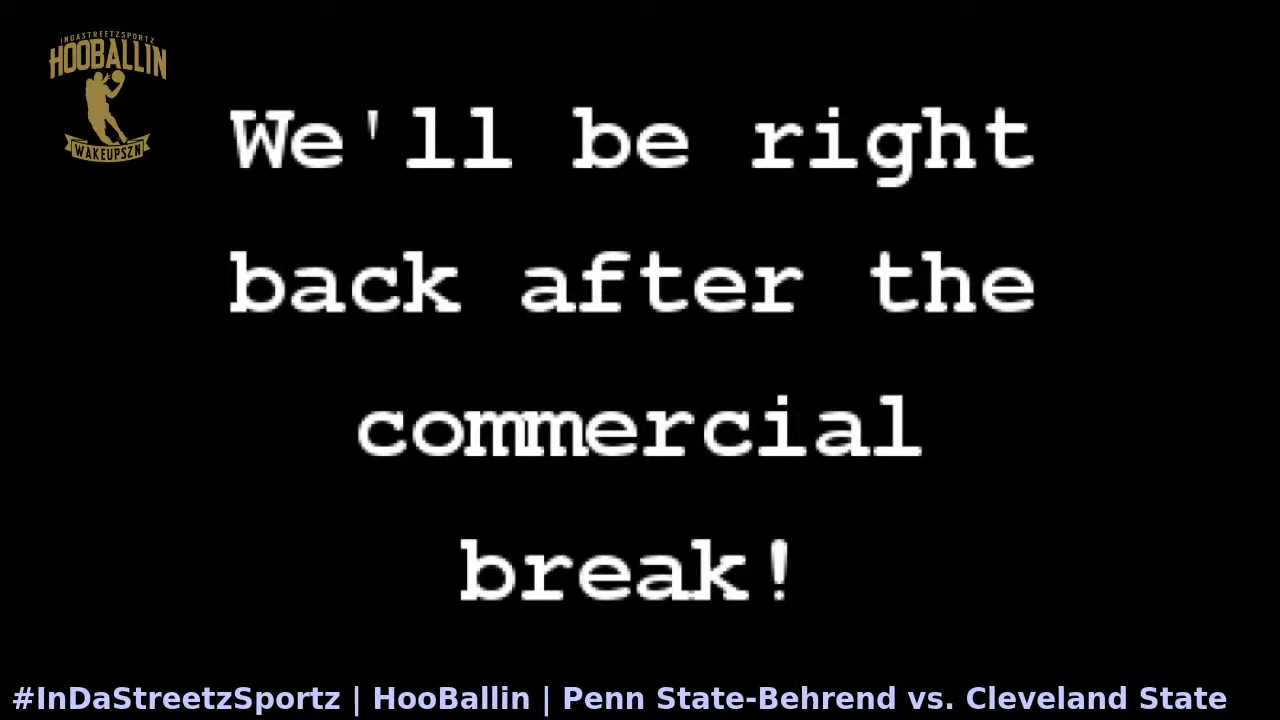 INDASTREETZSPORTZ
HOOBALLIN
WAKEUPSZN
We'll be right
back after the
commercial
break!
#InDaStreetzSportz | HooBallin | Penn State-Behrend vs. Cleveland State